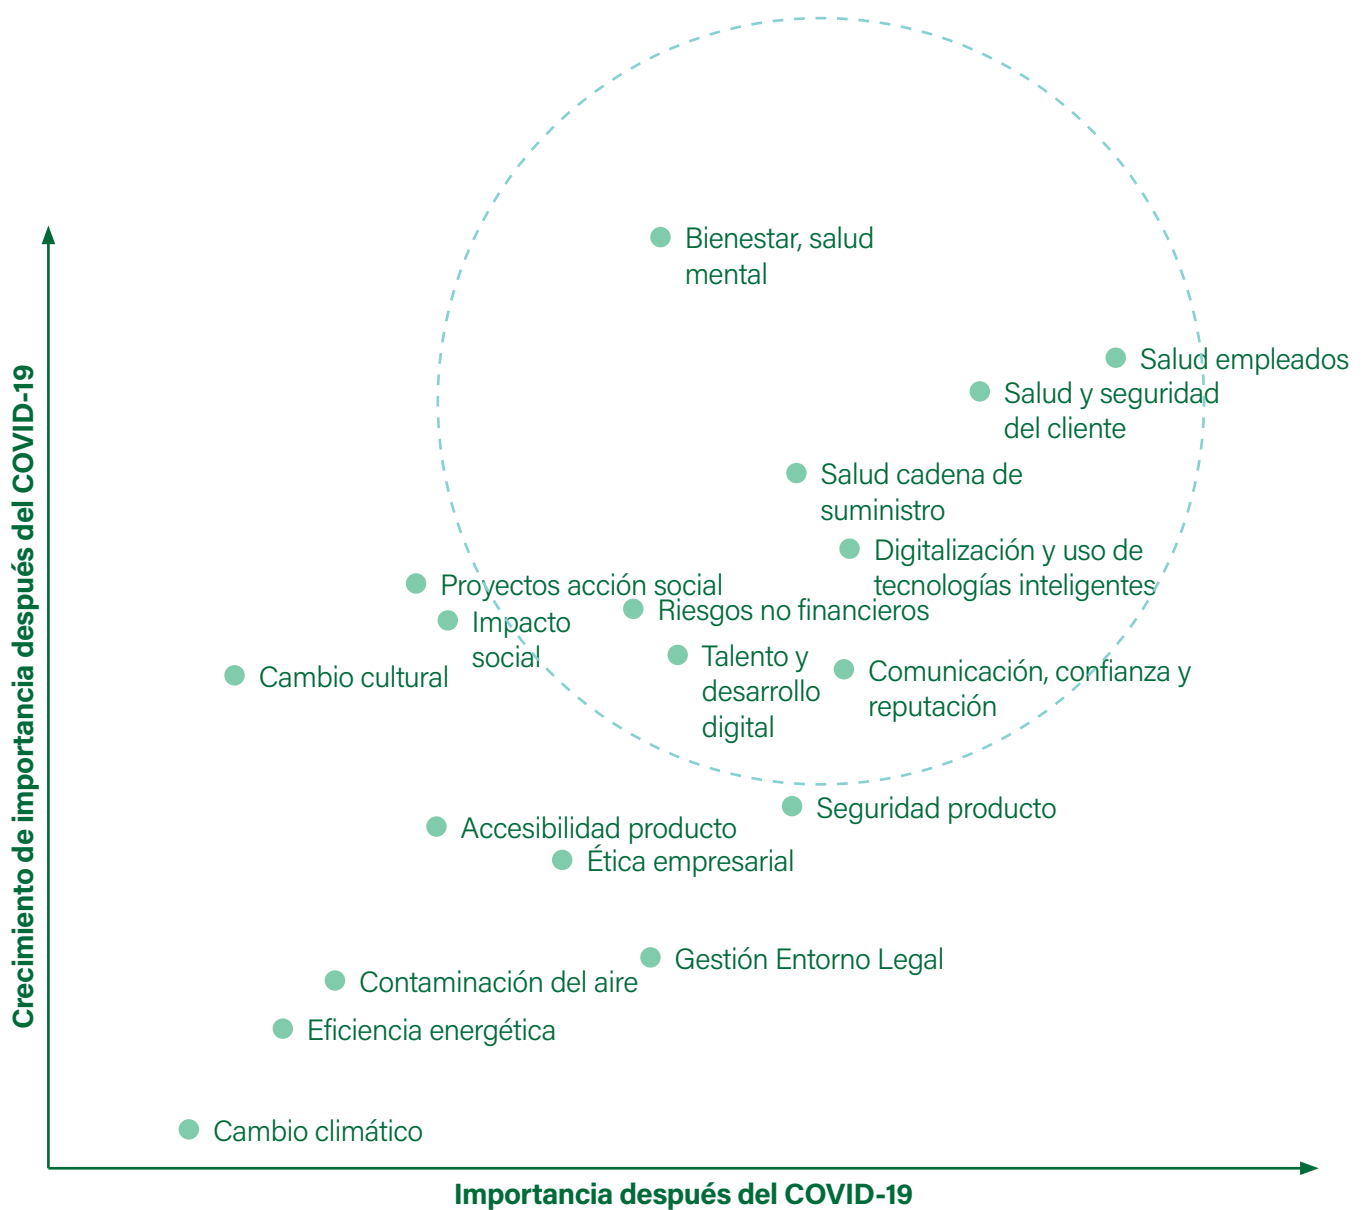 Crecimiento de importancia después del COVID-19
Bienestar, salud
mental
Salud empleados
Salud y seguridad
del cliente
Salud cadena de
suministro
Digitalización y uso de
tecnologías inteligentes
Proyectos acción social
Riesgos no financieros
Impacto
social
Talento y
desarrollo
digital
Comunicación, confianza y
reputación
Cambio cultural
Seguridad producto
Accesibilidad producto
Ética empresarial
Gestión Entorno Legal
Contaminación del aire
Eficiencia energética
Cambio climático
Importancia después del COVID-19